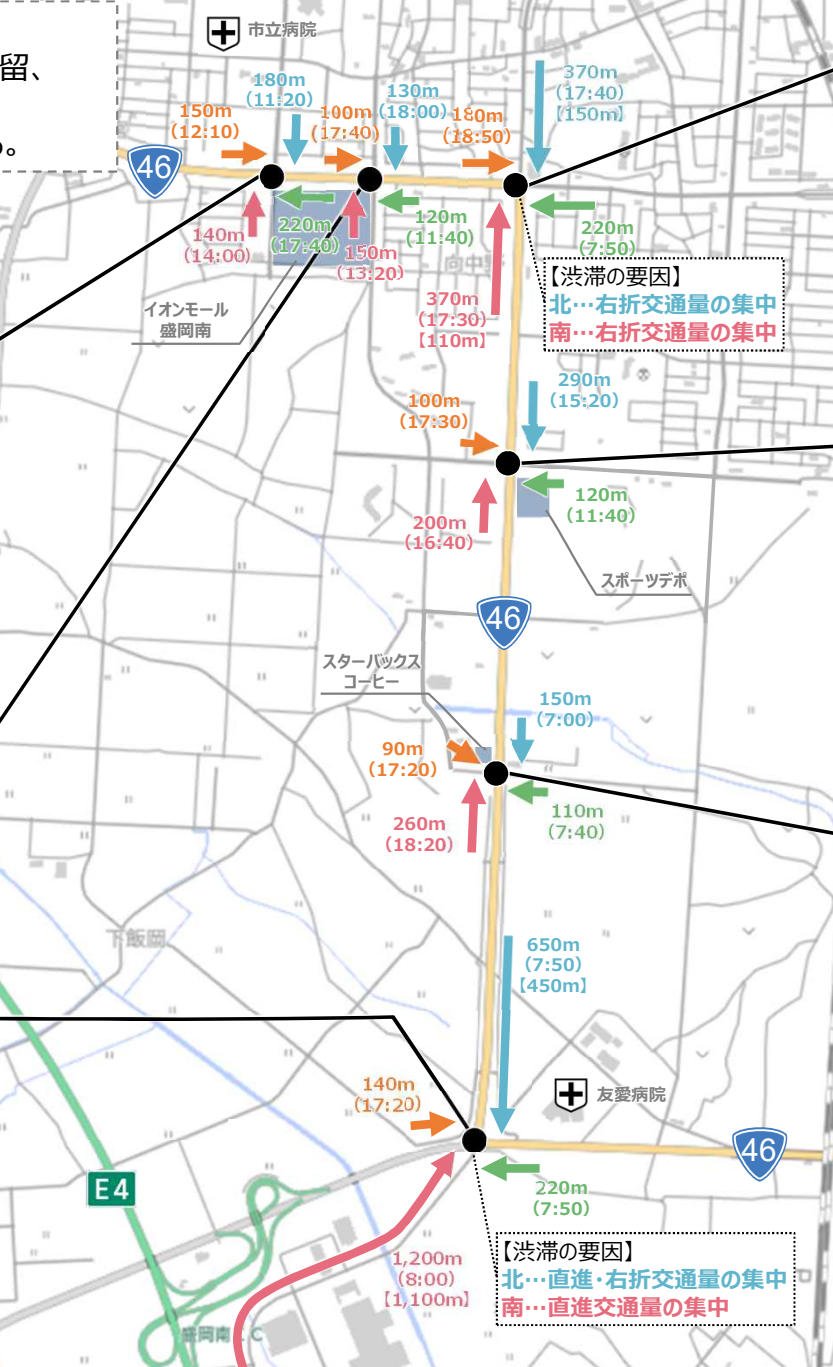 留、
。
市立病院
370m
(17:40)
【150m】
180m
(11:20)
130m
(18:00)
150m
(12:10)
100m
(17:40)
180m
(18:50)
46
140m
(14:00)
220m
(17:40)
150m
(13:20)
120m
(11:40)
220m
(7:50)
向中野
イオンモール
盛岡南
370m
(17:30)
【110m】
【渋滞の要因】
北…右折交通量の集中
南…右折交通量の集中
290m
(15:20)
100m
(17:30)
120m
(11:40)
200m
(16:40)
スポーツデポ
46
スターバックス
コーヒー
150m
(7:00)
90m
(17:20)
110m
(7:40)
260m
(18:20)
下飯岡
650m
(7:50)
【450m】
140m
(17:20)
友愛病院
46
E4
220m
(7:50)
1,200m
(8:00)
【1,100m】
【渋滞の要因】
北…直進・右折交通量の集中
南…直進交通量の集中
盛岡南IC